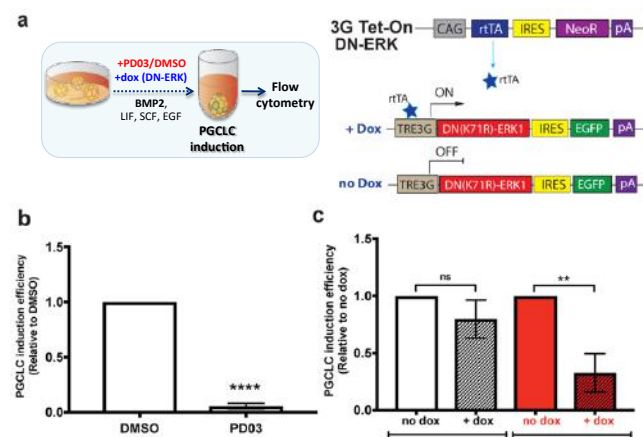 a
+PD03/DMSO
+dox (DN-ERK)
BMP2,
LIF, SCF, EGF
PGCLC
induction
Flow
cytometry
3G Tet-On
DN-ERK
CAG
rtTA
IRES
NeoR
pA
rtTA
rtTA
ON
+ Dox
TRE3G
DN(K71R)-ERK1
IRES
EGFP
pA
OFF
no Dox
TRE3G
DN(K71R)-ERK1
IRES
EGFP
pA
b
PGCLC induction efficiency
(Relative to DMSO)
1.5
1.0
0.5
0.0
****
DMSO
PD03
c
PGCLC induction efficiency
(Relative to no dox)
1.5
1.0
0.5
0.0
ns
**
no dox
+ dox
no dox
+ dox